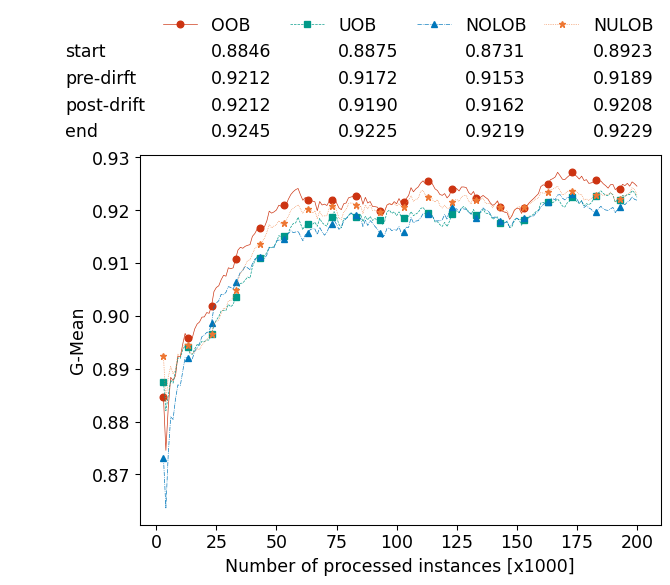 OOB UOB NOLOB NULOB
start 0.8846 0.8875 0.8731 0.8923
pre-dirft 0.9212 0.9172 0.9153 0.9189
post-drift 0.9212 0.9190 0.9162 0.9208
end 0.9245 0.9225 0.9219 0.9229
0.93
0.92
0.91
0.90
0.89
0.88
0.87
G-Mean
0 25 50 75 100 125 150 175 200
Number of processed instances [x1000]